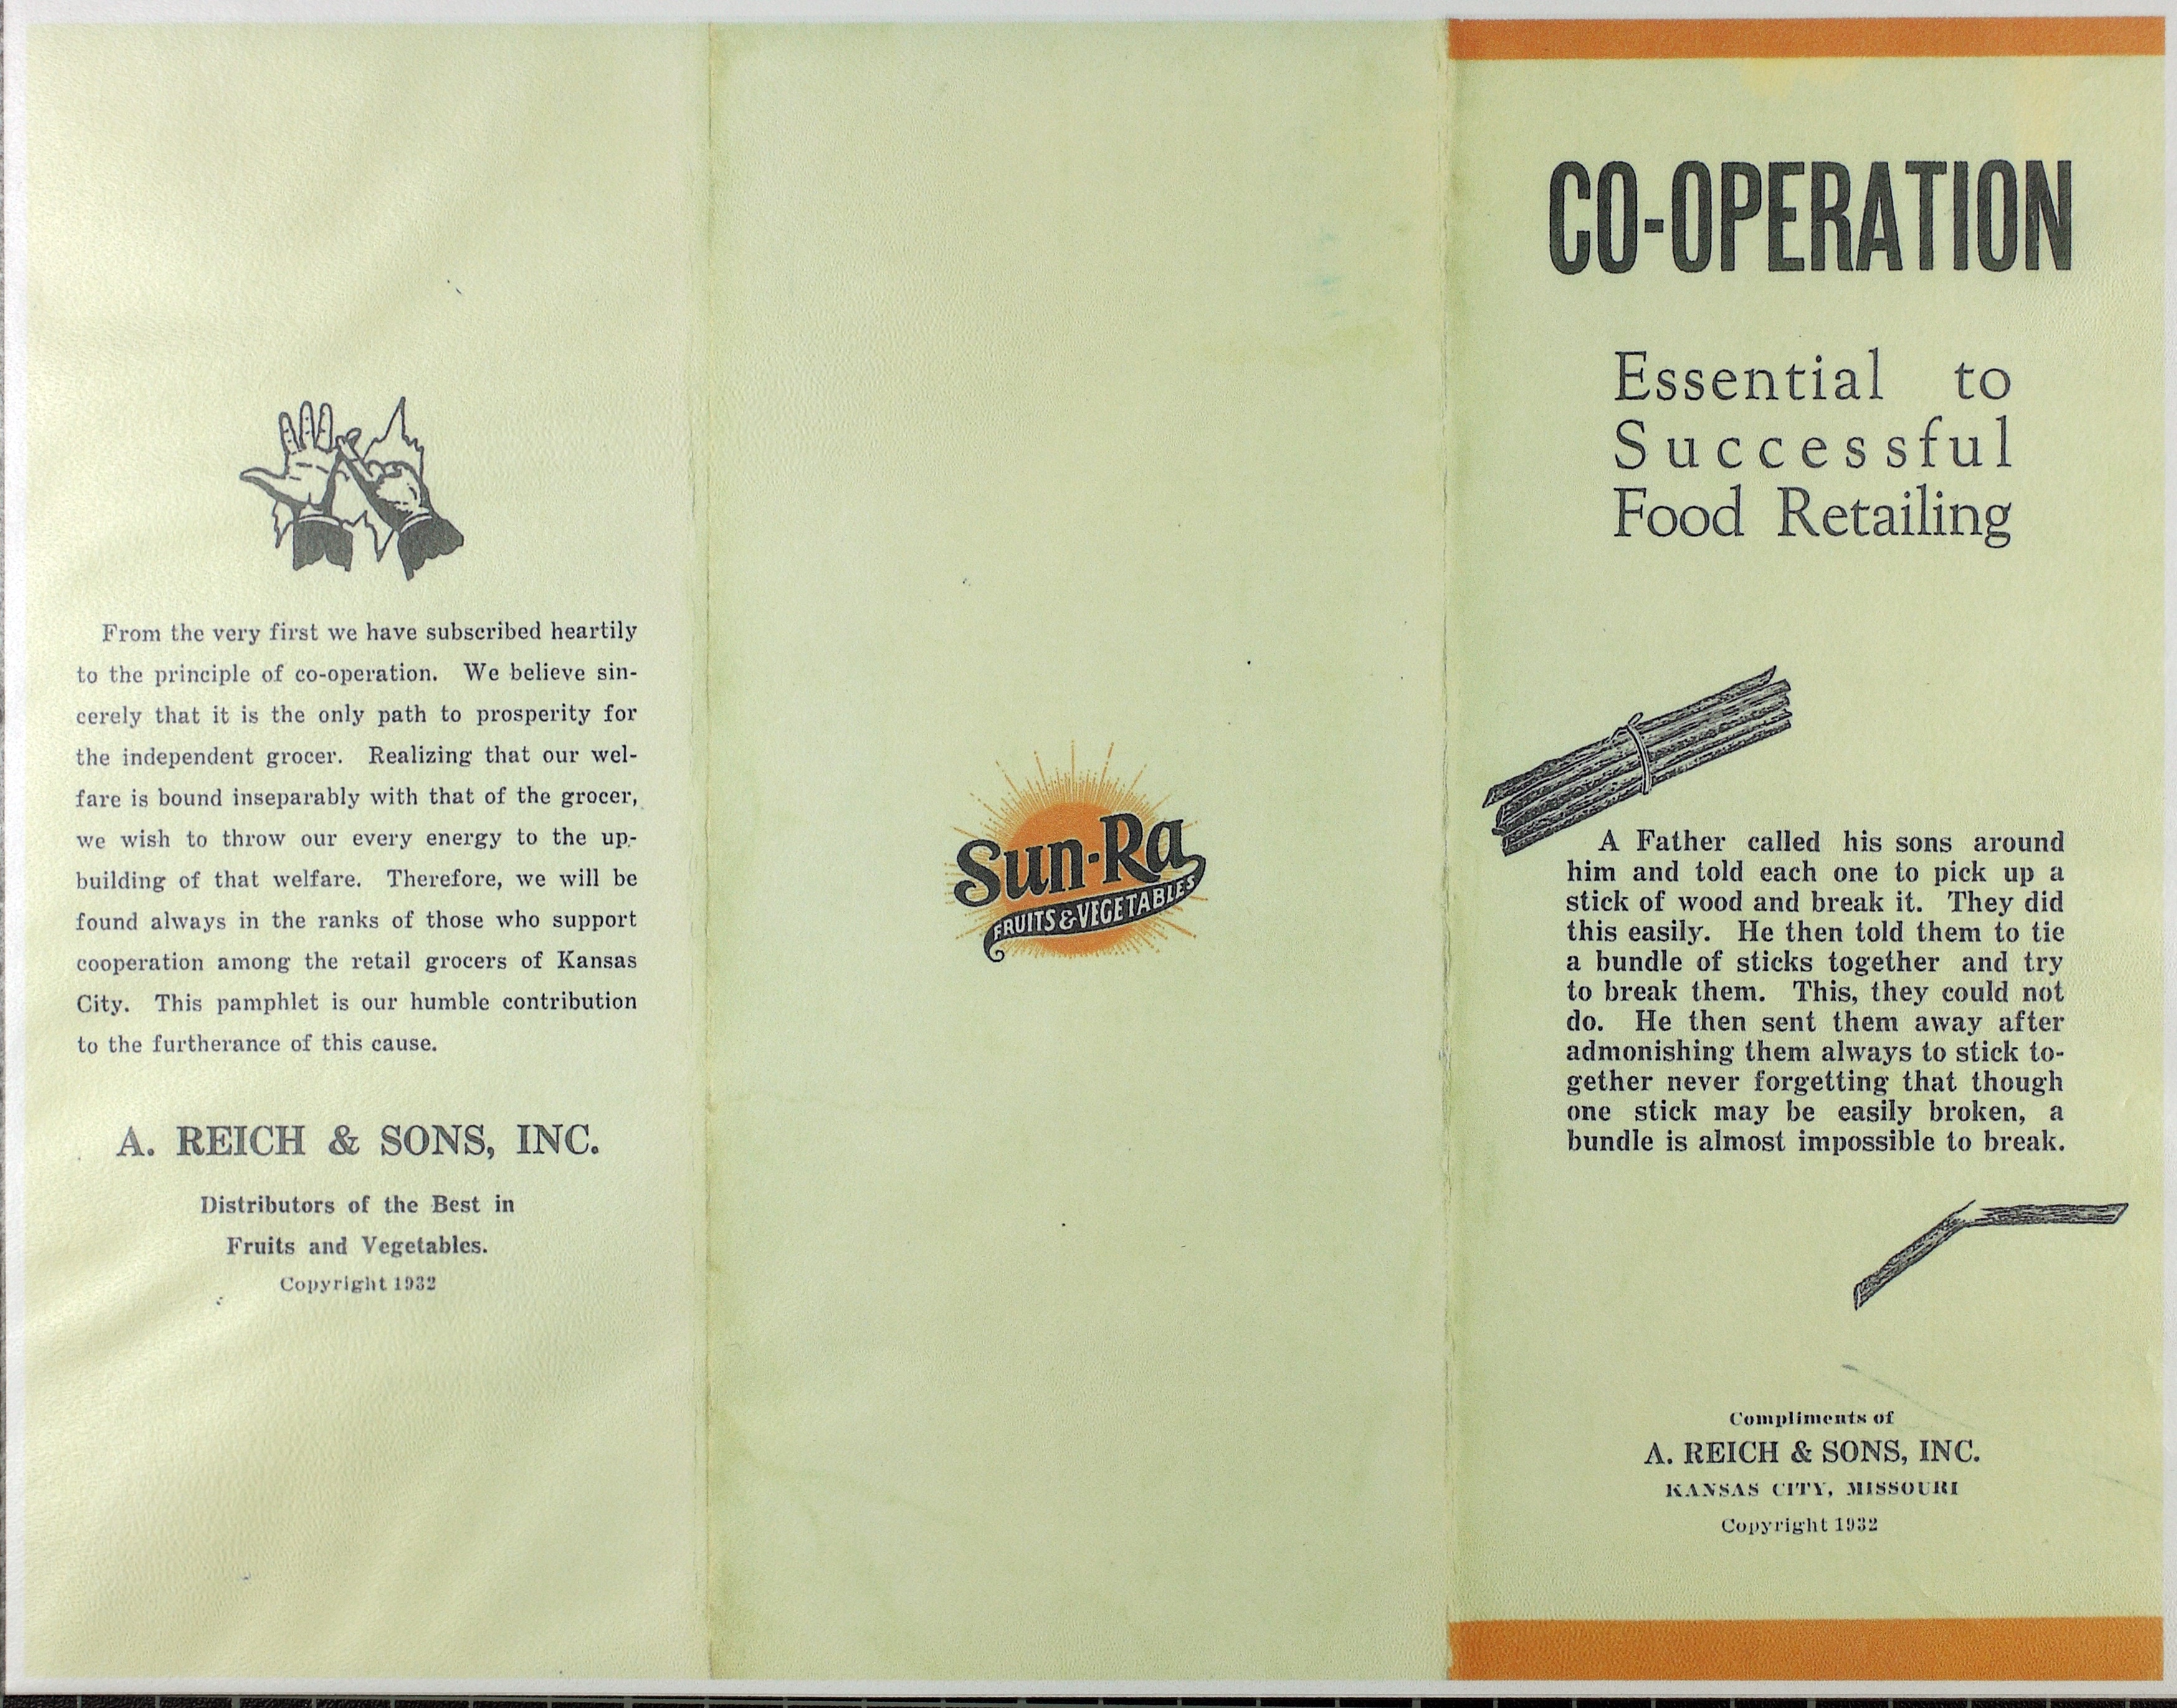 From the very first we have subscribed heartily
to the principle of co-operation. We believe sin-
cerely that it is the only path to prosperity for
the independent grocer. Realizing that our wel-
fare is bound inseparably with that of the grocer,
we wish to throw our every energy to the up-
building of that welfare. Therefore, we will be
found always in the ranks of those who support
cooperation among the retail grocers of Kansas
City. This pamphlet is our humble contribution
to the furtherance of this cause.
A. REICH & SONS, INC.
Distributors of the Best in
Fruits and Vegetables.
Copyright 1932
Sun-Ra
FRUITS & VEGETABLES
CO-OPERATION
Essential to
Successful
Food Retailing
A Father called his sons around
him and told each one to pick up a
stick of wood and break it. They did
this easily. He then told them to tie
a bundle of sticks together and try
to break them. This, they could not
do. He then sent them away after
admonishing them always to stick to-
gether never forgetting that though
one stick may be easily broken, a
bundle is almost impossible to break.
Compliments of
A. REICH & SONS, INC.
KANSAS CITY, MISSOURI
Copyright 1932